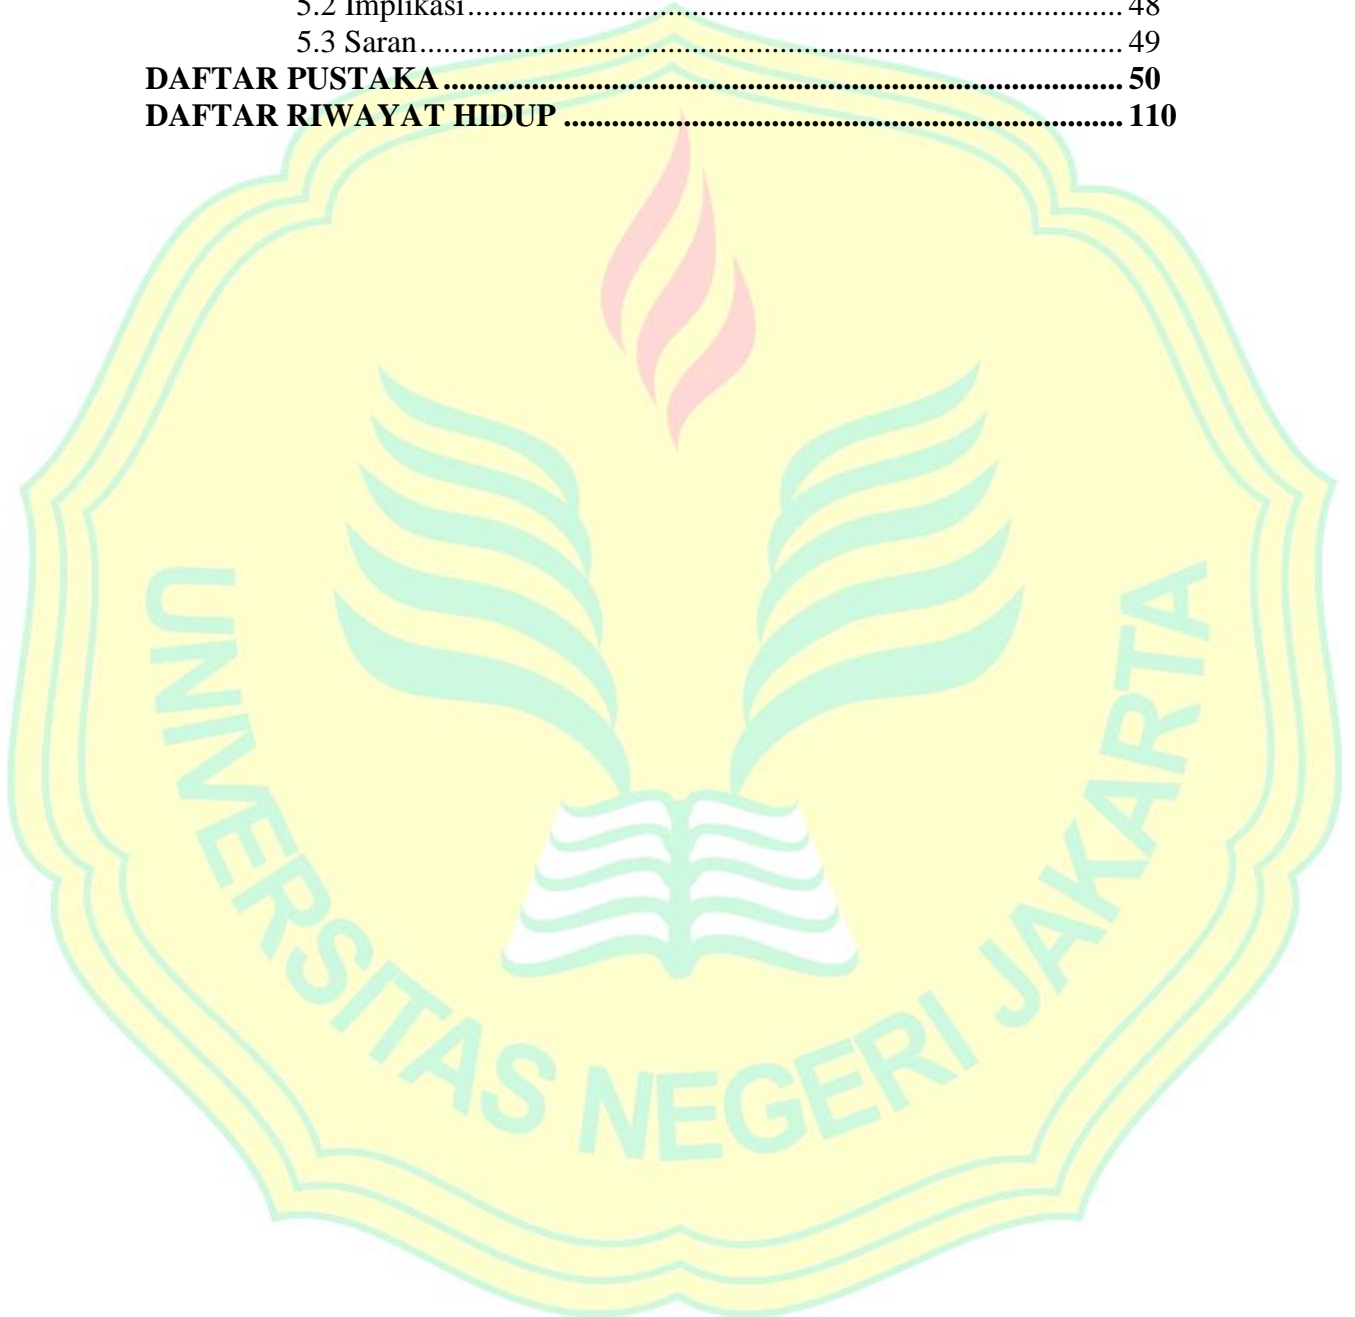 5.2 Implikasi.................................................................................. 48
5.3 Saran........................................................................................ 49
DAFTAR PUSTAKA ..................................................................................... 50
DAFTAR RIWAYAT HIDUP ...................................................................... 110
UNIVERSITAS NEGERI JAKARTA